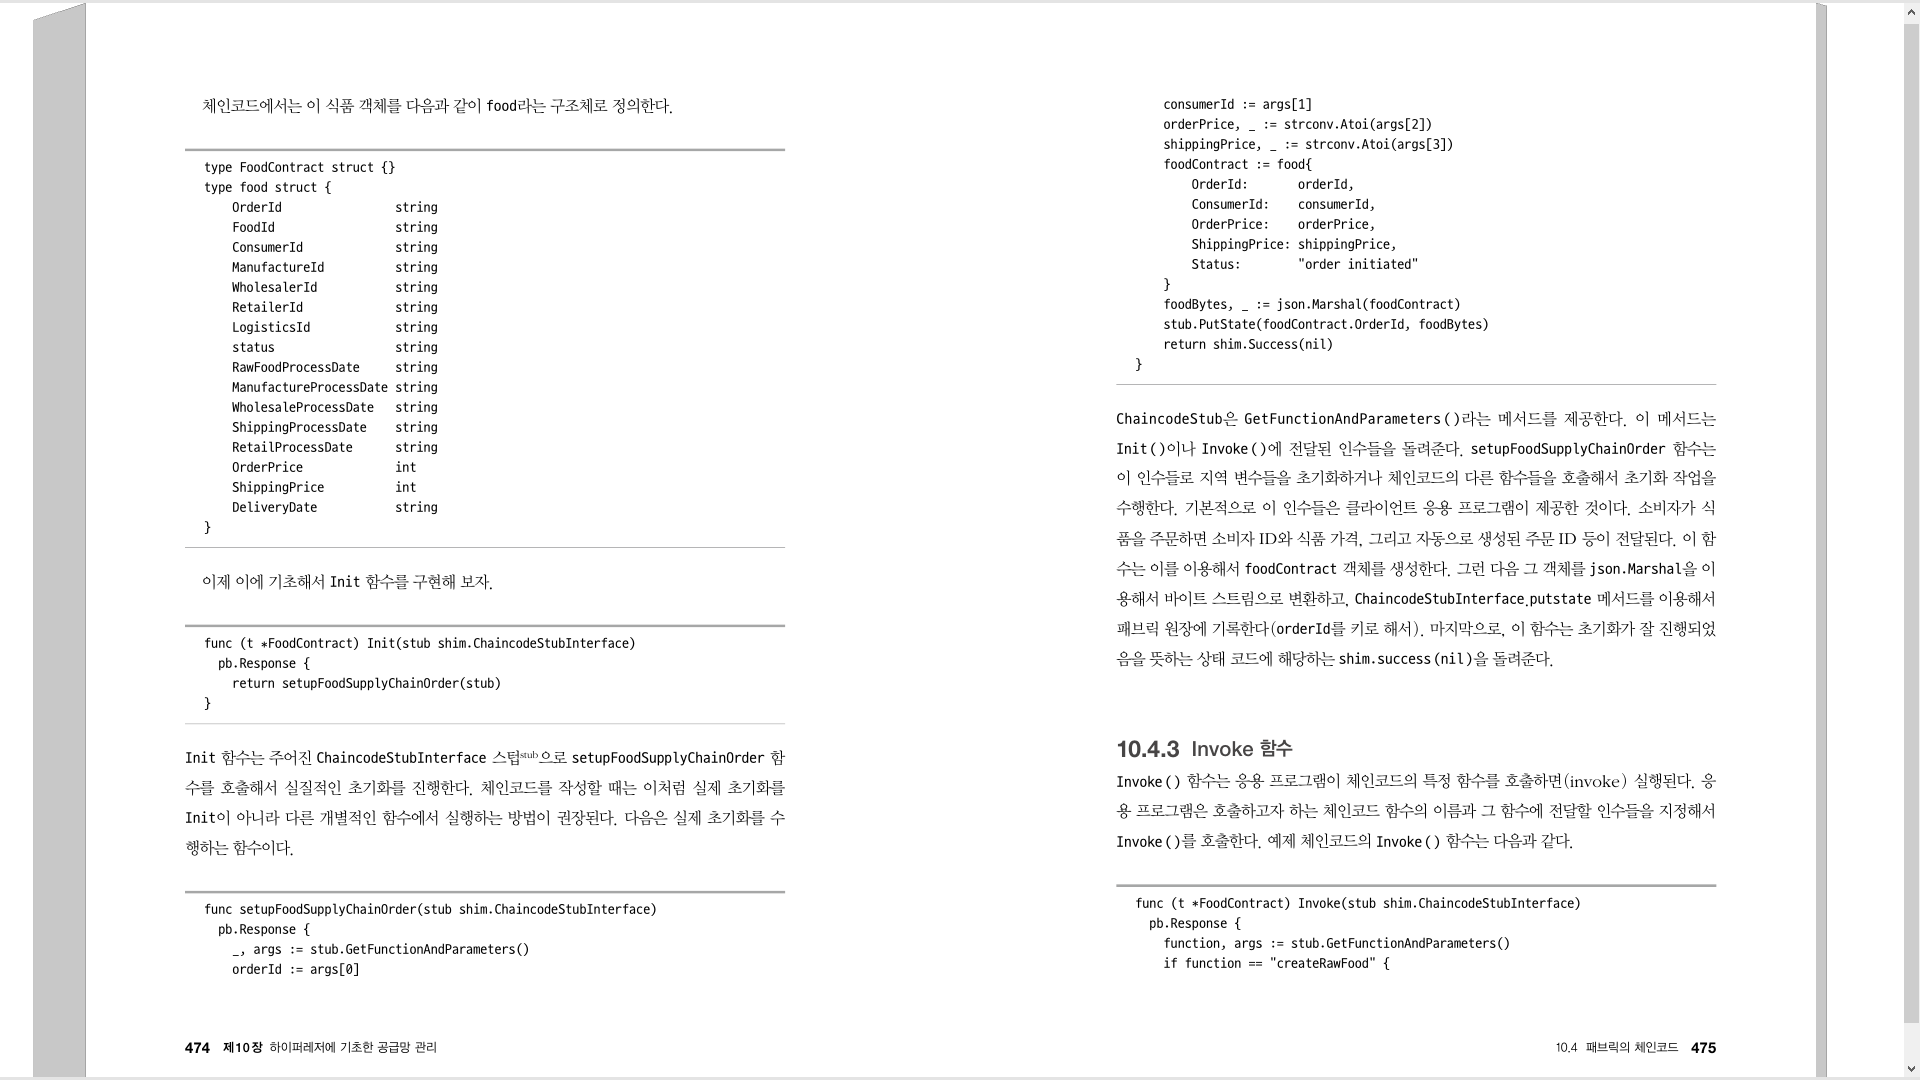 체인코드에서는 이 식품 객체를 다음과 같이 food라는 구조체로 정의한다.
type FoodContract struct {}
type food struct {
    OrderId                string
    FoodId                 string
    ConsumerId             string
    ManufactureId          string
    WholesalerId           string
    RetailerId             string
    LogisticsId            string
    status                 string
    RawFoodProcessDate     string
    ManufactureProcessDate string
    WholesaleProcessDate   string
    ShippingProcessDate    string
    RetailProcessDate      string
    OrderPrice             int
    ShippingPrice          int
    DeliveryDate           string
}
이제 이에 기초해서 Init 함수를 구현해 보자.
func (t *FoodContract) Init(stub shim.ChaincodeStubInterface)
  pb.Response {
    return setupFoodSupplyChainOrder(stub)
}
Init 함수는 주어진 ChaincodeStubInterface 스텁stub으로 setupFoodSupplyChainOrder 함
수를 호출해서 실질적인 초기화를 진행한다. 체인코드를 작성할 때는 이처럼 실제 초기화를
Init이 아니라 다른 개별적인 함수에서 실행하는 방법이 권장된다. 다음은 실제 초기화를 수
행하는 함수이다.
func setupFoodSupplyChainOrder(stub shim.ChaincodeStubInterface)
  pb.Response {
    _, args := stub.GetFunctionAndParameters()
    orderId := args[0]
474 제10장 하이퍼레저에 기초한 공급망 관리
    consumerId := args[1]
    orderPrice, _ := strconv.Atoi(args[2])
    shippingPrice, _ := strconv.Atoi(args[3])
    foodContract := food{
        OrderId:       orderId,
        ConsumerId:    consumerId,
        OrderPrice:    orderPrice,
        ShippingPrice: shippingPrice,
        Status:        "order initiated"
    }
    foodBytes, _ := json.Marshal(foodContract)
    stub.PutState(foodContract.OrderId, foodBytes)
    return shim.Success(nil)
}
ChaincodeStub은 GetFunctionAndParameters()라는 메서드를 제공한다. 이 메서드는
Init()이나 Invoke()에 전달된 인수들을 돌려준다. setupFoodSupplyChainOrder 함수는
이 인수들로 지역 변수들을 초기화하거나 체인코드의 다른 함수들을 호출해서 초기화 작업을
수행한다. 기본적으로 이 인수들은 클라이언트 응용 프로그램이 제공한 것이다. 소비자가 식
품을 주문하면 소비자 ID와 식품 가격, 그리고 자동으로 생성된 주문 ID 등이 전달된다. 이 함
수는 이를 이용해서 foodContract 객체를 생성한다. 그런 다음 그 객체를 json.Marshal을 이
용해서 바이트 스트림으로 변환하고, ChaincodeStubInterface.putstate 메서드를 이용해서
패브릭 원장에 기록한다(orderId를 키로 해서). 마지막으로, 이 함수는 초기화가 잘 진행되었
음을 뜻하는 상태 코드에 해당하는 shim.success(nil)을 돌려준다.
10.4.3 Invoke 함수
Invoke() 함수는 응용 프로그램이 체인코드의 특정 함수를 호출하면(invoke) 실행된다. 응
용 프로그램은 호출하고자 하는 체인코드 함수의 이름과 그 함수에 전달할 인수들을 지정해서
Invoke()를 호출한다. 예제 체인코드의 Invoke() 함수는 다음과 같다.
func (t *FoodContract) Invoke(stub shim.ChaincodeStubInterface)
  pb.Response {
    function, args := stub.GetFunctionAndParameters()
    if function == "createRawFood" {
10.4 패브릭의 체인코드 475